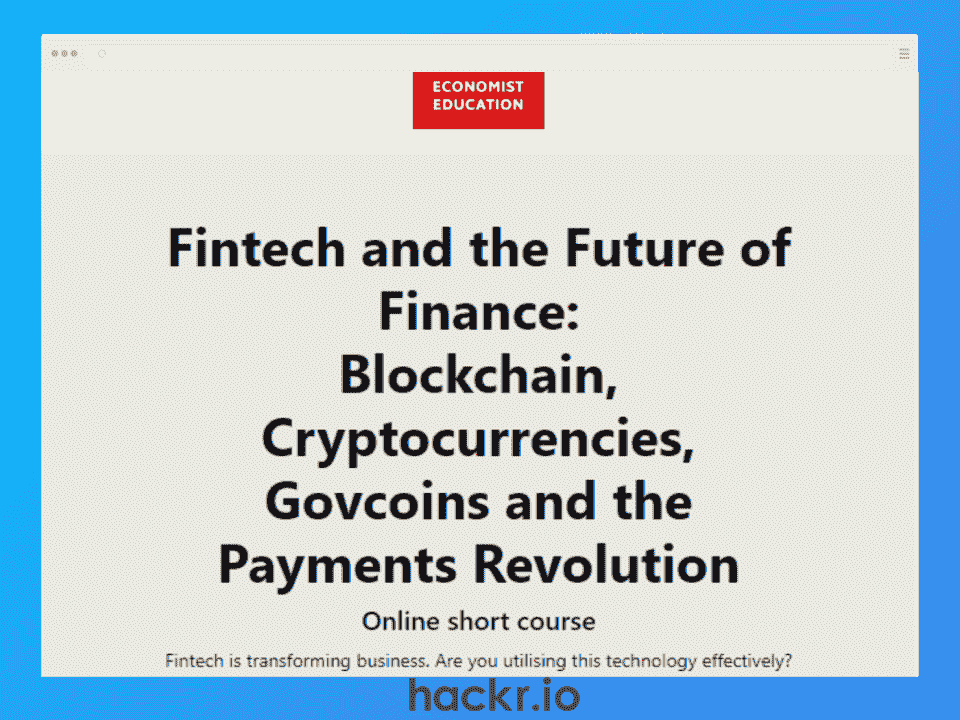 ECONOMIST
EDUCATION
Fintech and the Future of
Finance:
Blockchain,
Cryptocurrencies,
Govcoins and the
Payments Revolution
Online short course
Fintech is transforming business. Are you utilising this technology effectively?
hackr.io